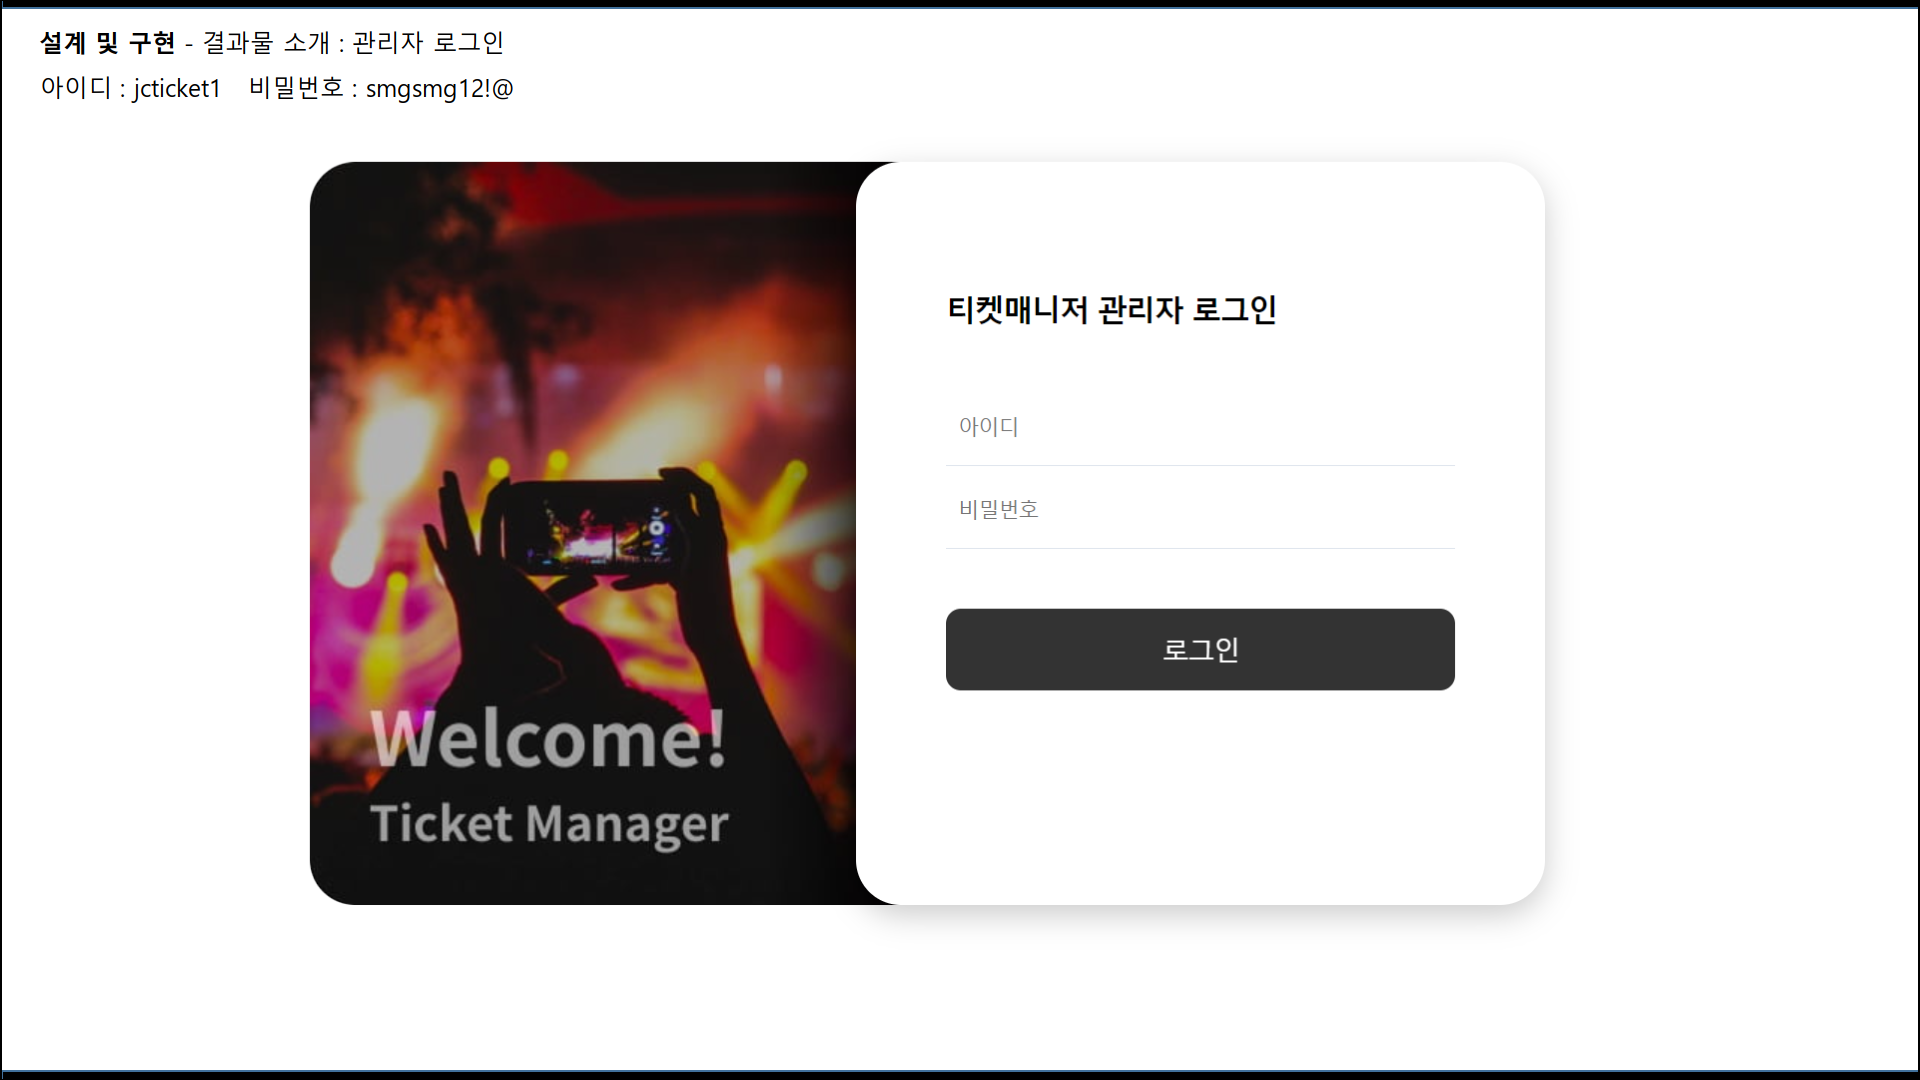 설계 및 구현 - 결과물 소개 : 관리자 로그인
아이디 : jcticket1 비밀번호 : smgsmg12!@
Welcome!
Ticket Manager
티켓매니저 관리자 로그인
아이디
비밀번호
로그인